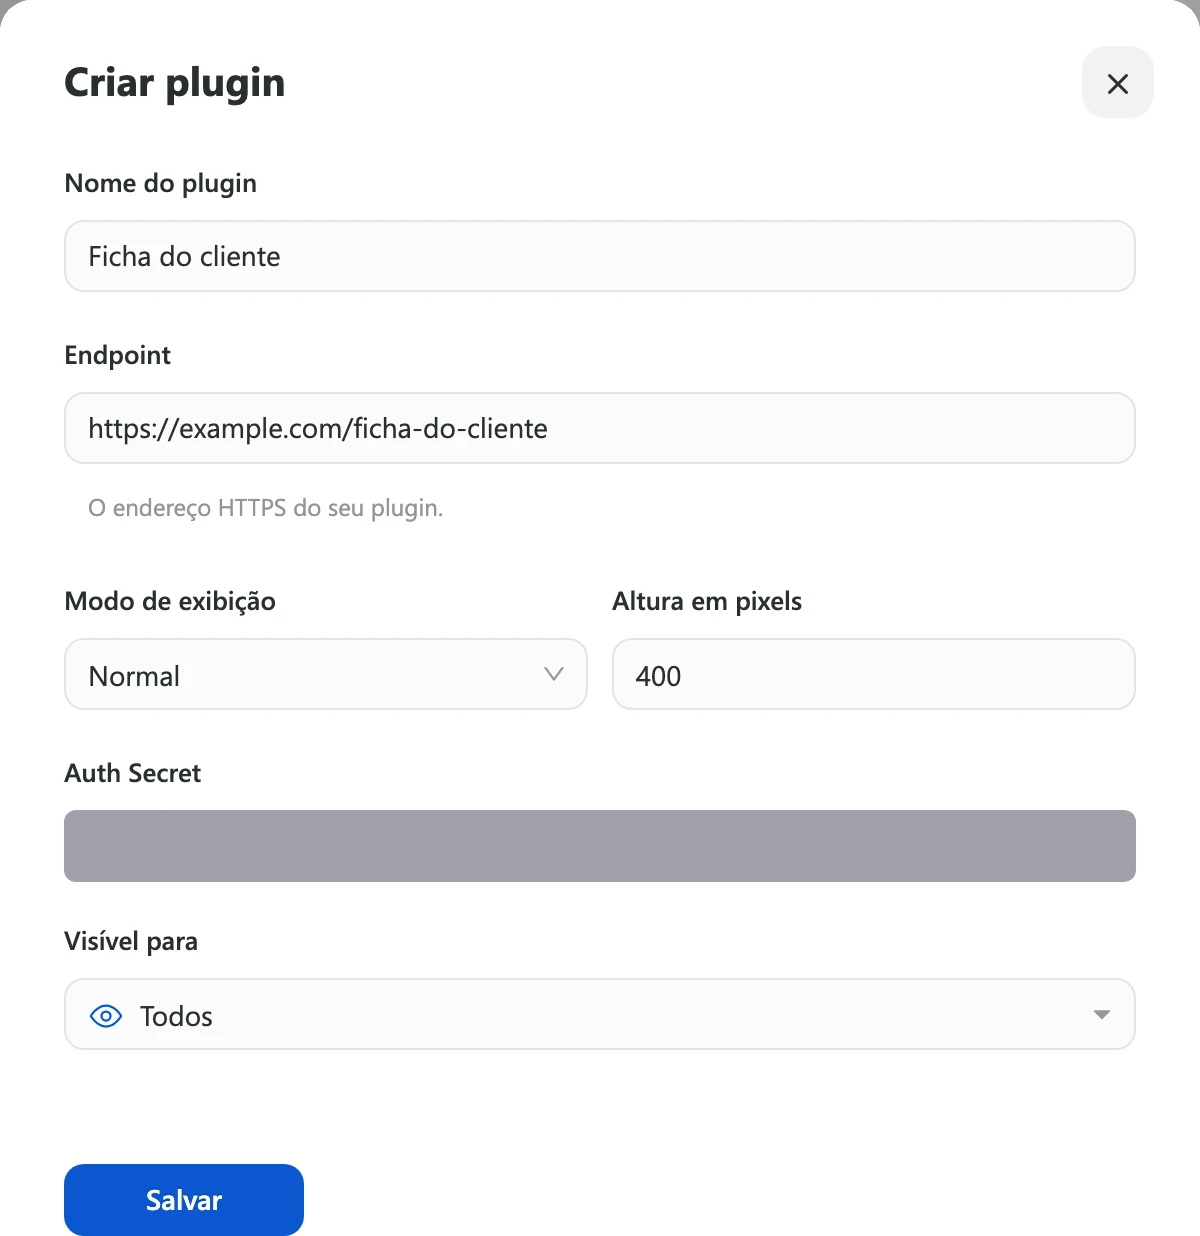 Criar plugin
Nome do plugin
Ficha do cliente
Endpoint
https://example.com/ficha-do-cliente
O endereço HTTPS do seu plugin.
Modo de exibição
Altura em pixels
Normal
400
Auth Secret
Visível para
Todos
Salvar